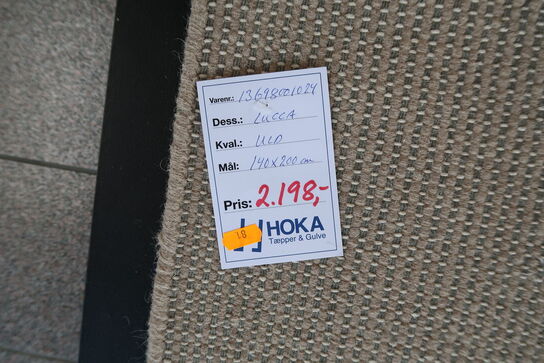 Varenr.: 13698001024
Dess.: LUCCA
Kval.: ULD
Mål: 140x200 cm
Pris: 2.198,-
HOKA
Tæpper & Gulve
18